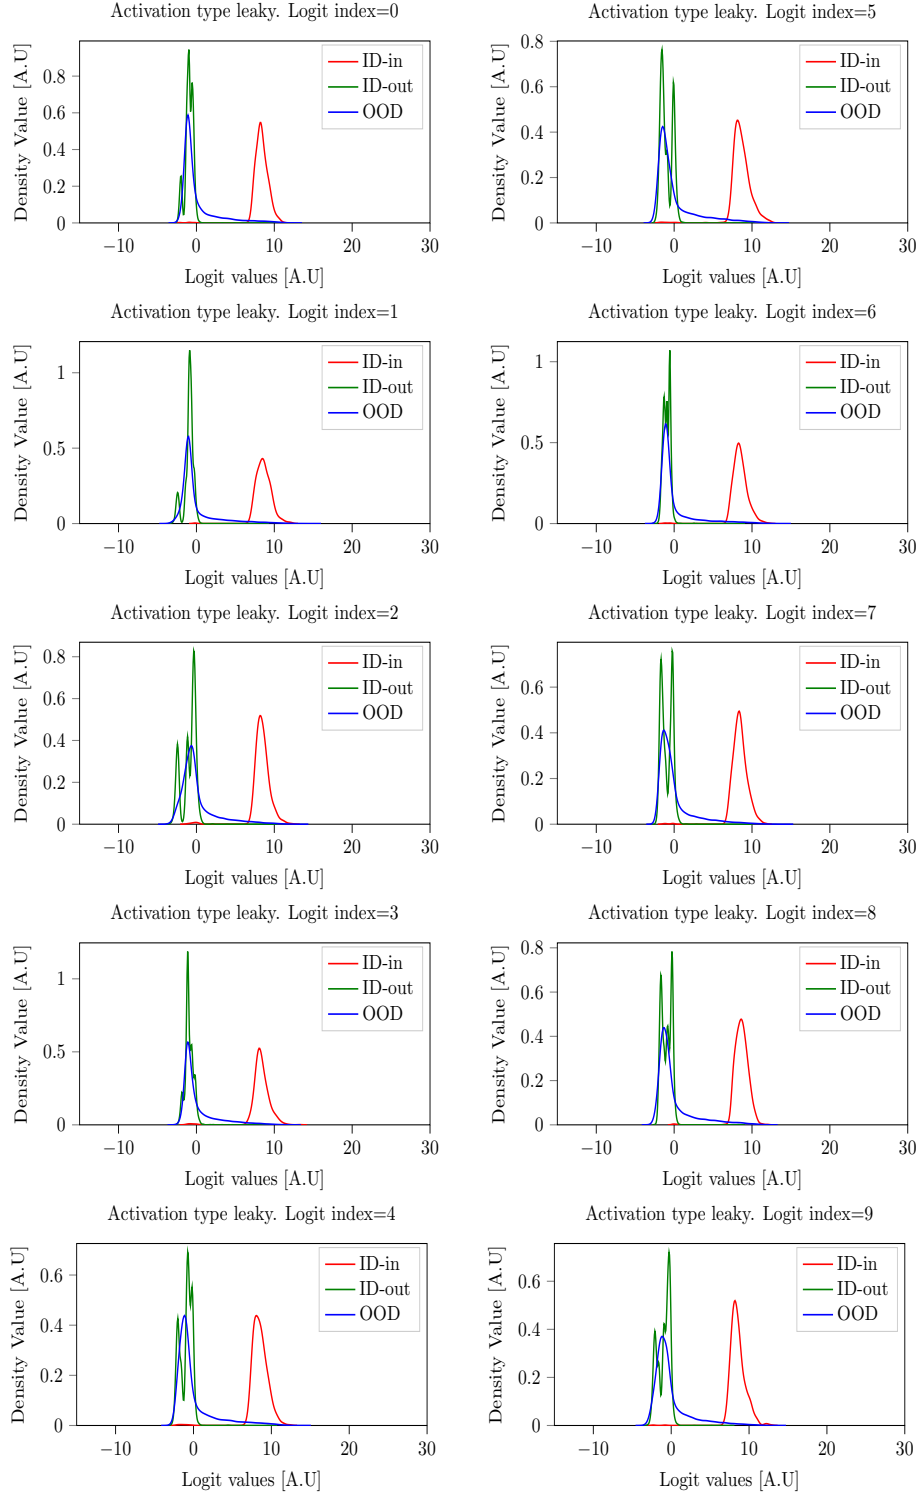 Activation type leaky. Logit index=0
Density Value [A.U]
0.8
0.6
0.4
0.2
0
ID-in
ID-out
OOD
−10 0 10 20 30
Logit values [A.U]
Activation type leaky. Logit index=5
Density Value [A.U]
0.8
0.6
0.4
0.2
0
ID-in
ID-out
OOD
−10 0 10 20 30
Logit values [A.U]
Activation type leaky. Logit index=1
Density Value [A.U]
1
0.5
0
ID-in
ID-out
OOD
−10 0 10 20 30
Logit values [A.U]
Activation type leaky. Logit index=6
Density Value [A.U]
1
0.5
0
ID-in
ID-out
OOD
−10 0 10 20 30
Logit values [A.U]
Activation type leaky. Logit index=2
Density Value [A.U]
0.8
0.6
0.4
0.2
0
ID-in
ID-out
OOD
−10 0 10 20 30
Logit values [A.U]
Activation type leaky. Logit index=7
Density Value [A.U]
0.6
0.4
0.2
0
ID-in
ID-out
OOD
−10 0 10 20 30
Logit values [A.U]
Activation type leaky. Logit index=3
Density Value [A.U]
1
0.5
0
ID-in
ID-out
OOD
−10 0 10 20 30
Logit values [A.U]
Activation type leaky. Logit index=8
Density Value [A.U]
0.8
0.6
0.4
0.2
0
ID-in
ID-out
OOD
−10 0 10 20 30
Logit values [A.U]
Activation type leaky. Logit index=4
Density Value [A.U]
0.6
0.4
0.2
0
ID-in
ID-out
OOD
−10 0 10 20 30
Logit values [A.U]
Activation type leaky. Logit index=9
Density Value [A.U]
0.6
0.4
0.2
0
ID-in
ID-out
OOD
−10 0 10 20 30
Logit values [A.U]